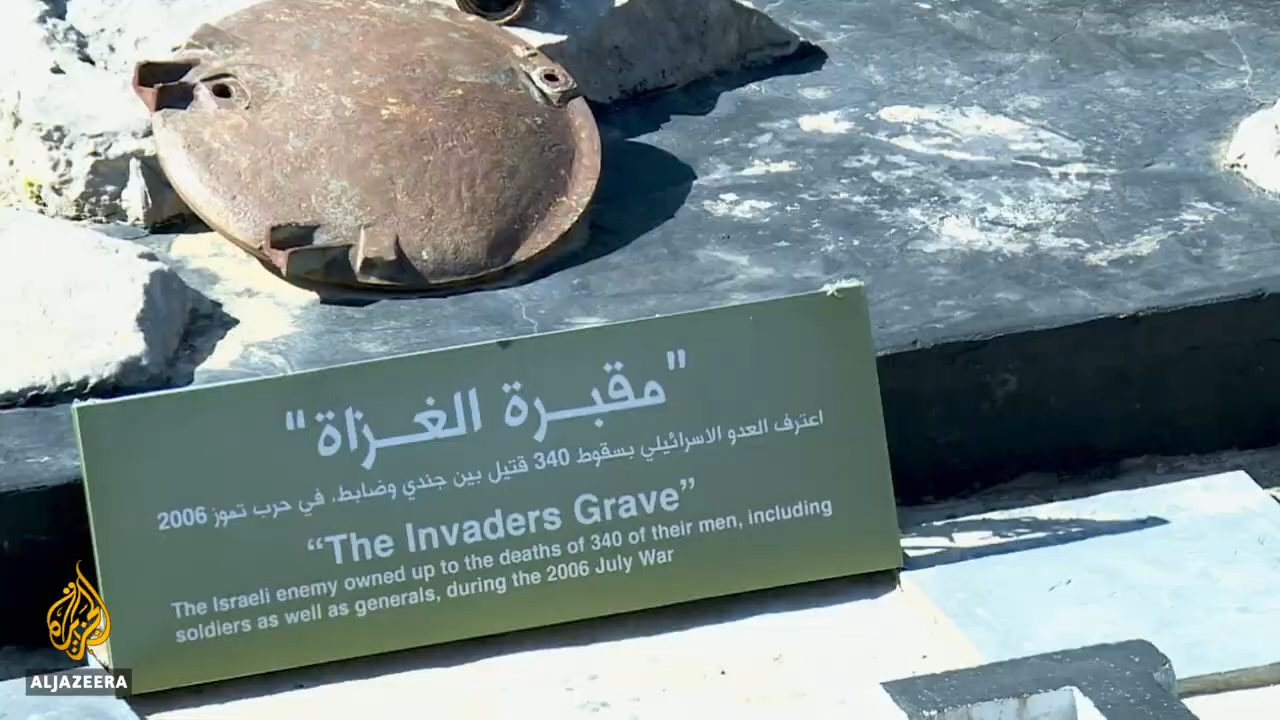 "مقبرة الغزاة"
اعترف العدو الاسرائيلي بسقوط 340 قتيل بين جندي وضابط، في حرب تموز 2006
“The Invaders Grave”
The Israeli enemy owned up to the deaths of 340 of their men, including
soldiers as well as generals, during the 2006 July War
الجزيرة
ALJAZEERA